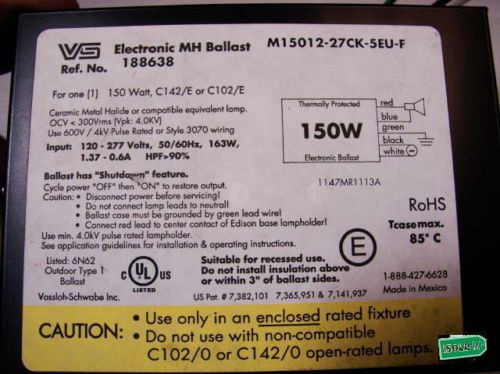 VS Electronic MH Ballast M15012-27CK-5EU-F
Ref. No. 188638
For one (1) 150 Watt, C142/E or C102/E
Ceramic Metal Halide or compatible equivalent lamp.
OCV < 300Vrms [Vpk: 4.0KV]
Use 600V / 4kV Pulse Rated or Style 3070 wiring
Input: 120 - 277 Volts, 50/60Hz, 163W,
1.37 - 0.6A HPF>90%
Thermally Protected
150W
Electronic Ballast
red
blue
green
black
white
1147MR1113A
Ballast has "Shutdown" feature.
Cycle power "OFF" then "ON" to restore output.
Caution: • Disconnect power before servicing!
• Do not connect lamp leads to neutral!
• Ballast case must be grounded by green lead wire!
• Connect red lead to center contact of Edison base lampholder!
Use min. 4.0kV pulse rated lampholder.
See application guidelines for installation & operating instructions.
RoHS
Tcasemax.
85° C
Listed: 6N62
Outdoor Type 1
Ballast
Vossloh-Schwabe Inc.
c UL us
LISTED
Suitable for recessed use.
Do not install insulation above
or within 3" of ballast sides.
US Pat. # 7,382,101 7,365,951 & 7,141,937
E
1-888-427-6628
Made in Mexico
CAUTION:
• Use only in an enclosed rated fixture
• Do not use with non-compatible
C102/O or C142/O open-rated lamps.